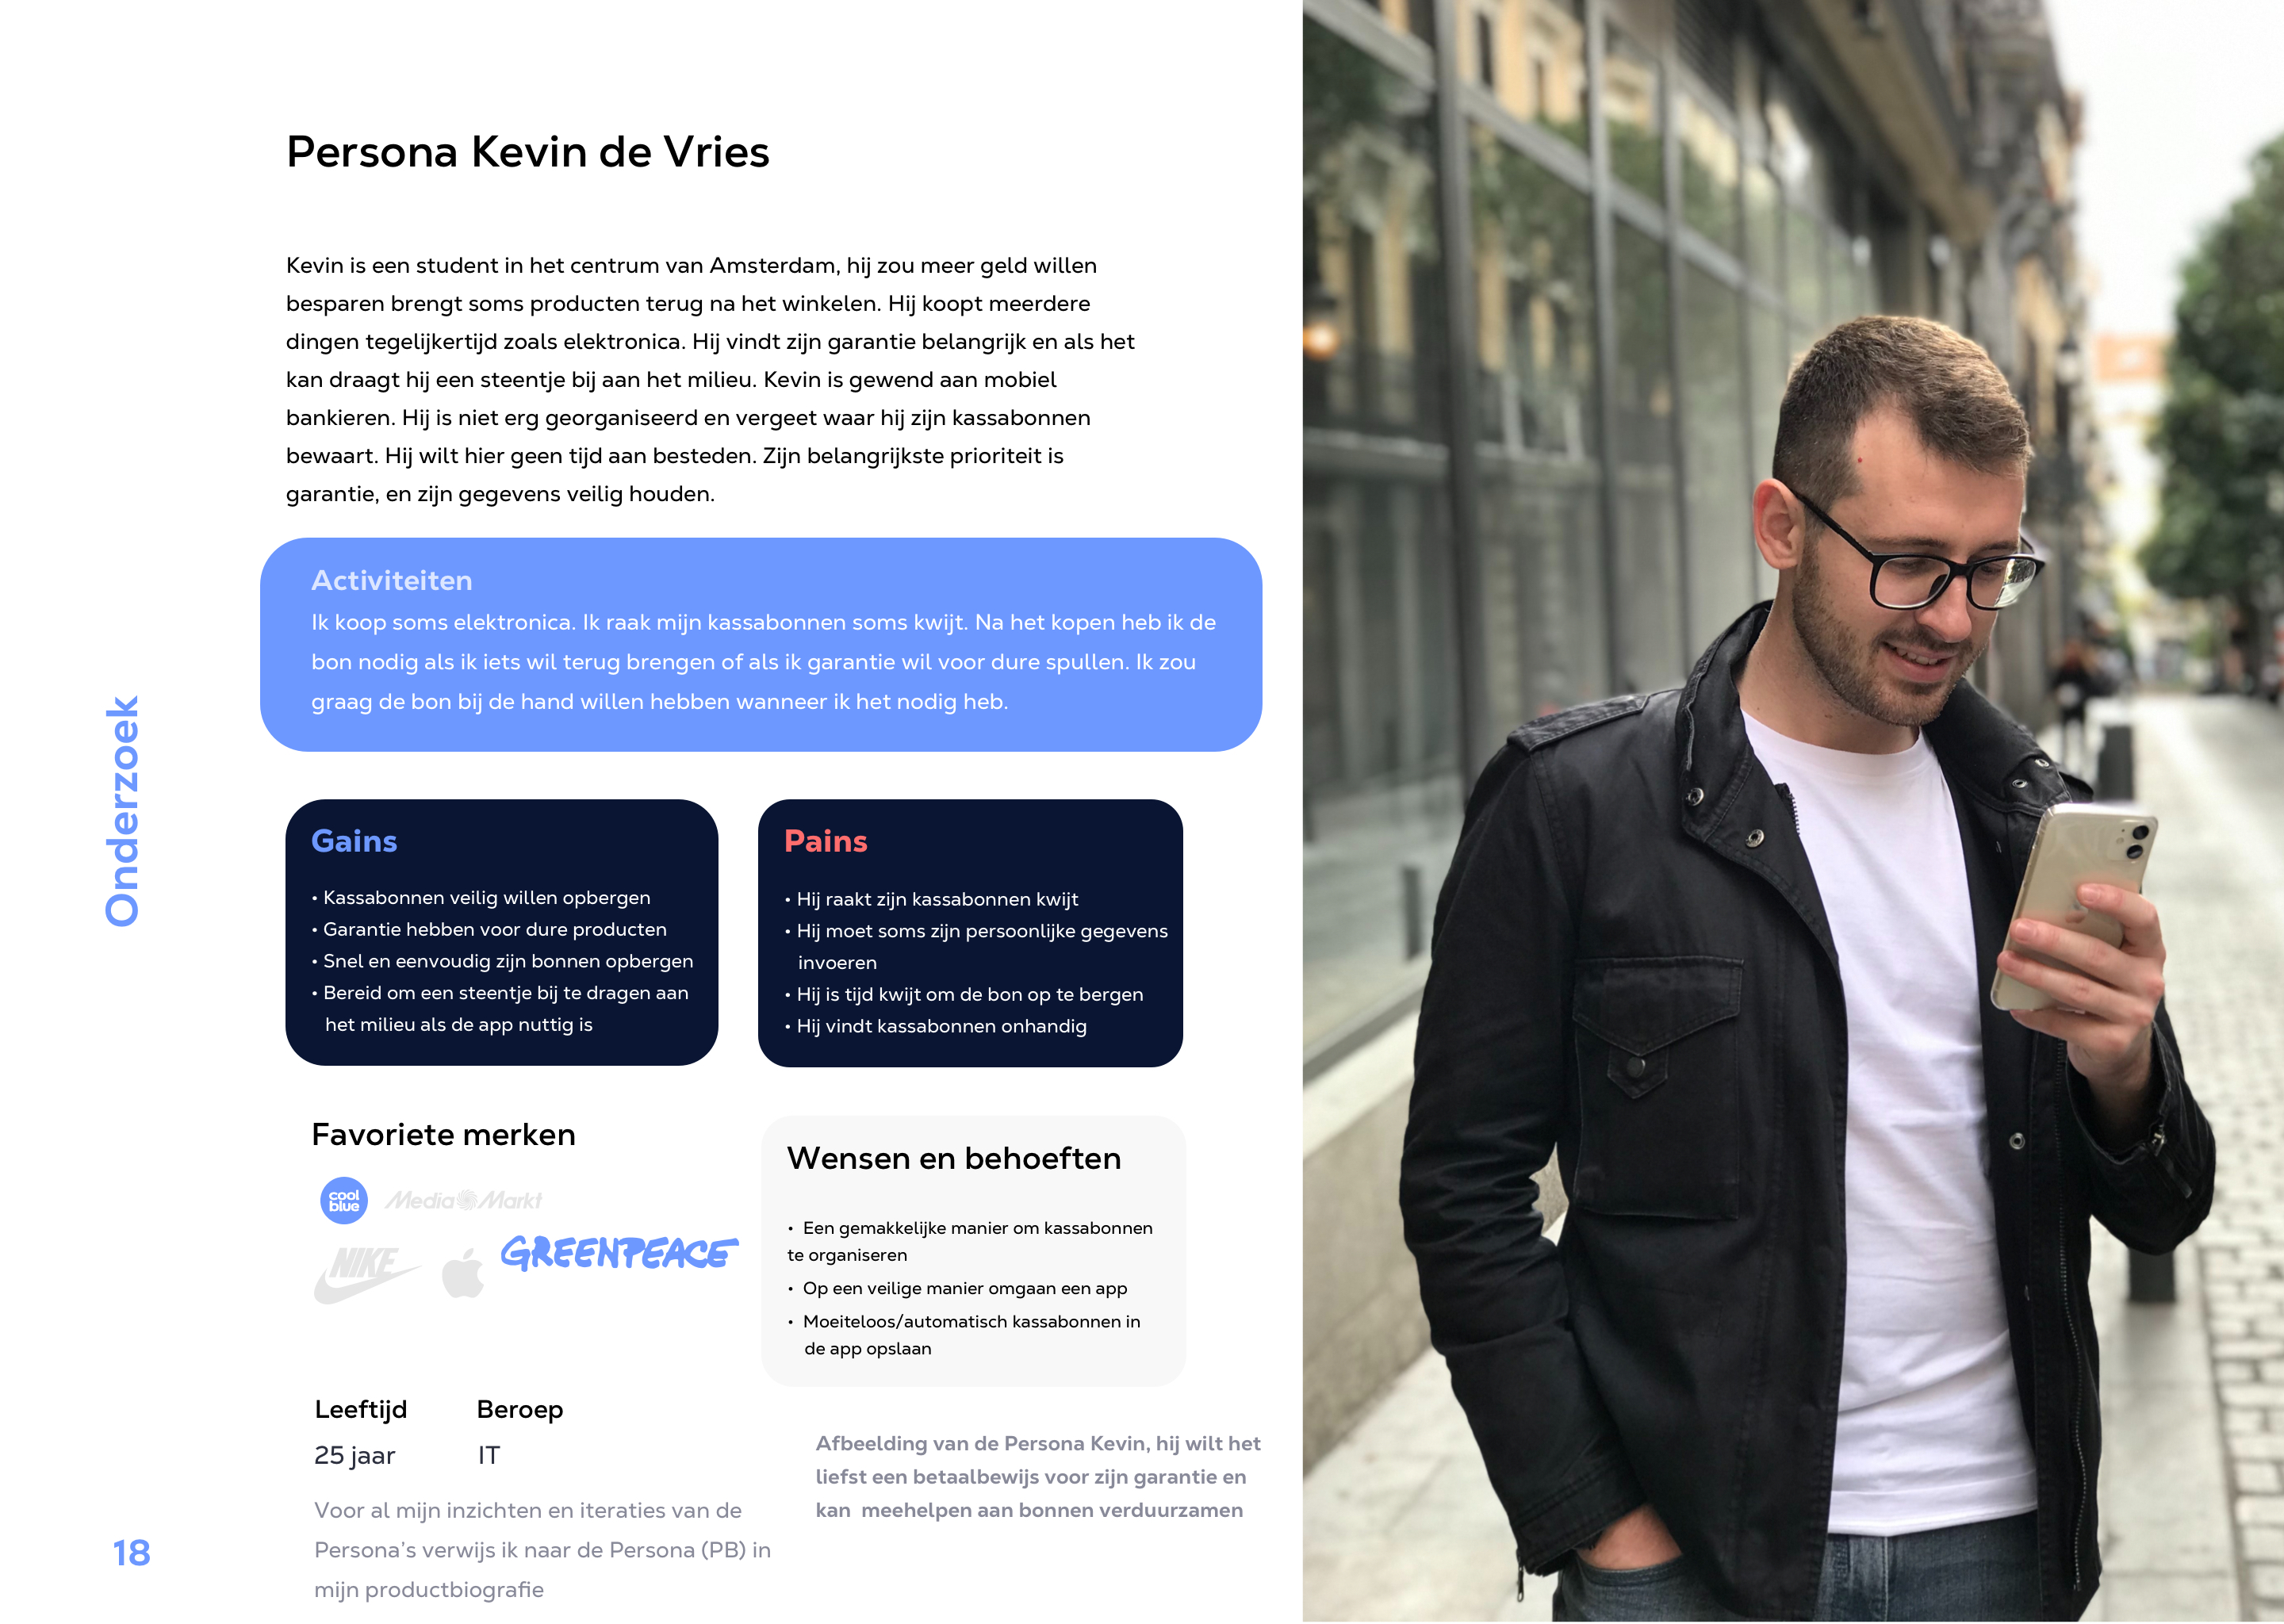 Persona Kevin de Vries
Kevin is een student in het centrum van Amsterdam, hij zou meer geld willen
besparen brengt soms producten terug na het winkelen. Hij koopt meerdere
dingen tegelijkertijd zoals elektronica. Hij vindt zijn garantie belangrijk en als het
kan draagt hij een steentje bij aan het milieu. Kevin is gewend aan mobiel
bankieren. Hij is niet erg georganiseerd en vergeet waar hij zijn kassabonnen
bewaart. Hij wilt hier geen tijd aan besteden. Zijn belangrijkste prioriteit is
garantie, en zijn gegevens veilig houden.
Activiteiten
Ik koop soms elektronica. Ik raak mijn kassabonnen soms kwijt. Na het kopen heb ik de
bon nodig als ik iets wil terug brengen of als ik garantie wil voor dure spullen. Ik zou
graag de bon bij de hand willen hebben wanneer ik het nodig heb.
Onderzoek
Gains
• Kassabonnen veilig willen opbergen
• Garantie hebben voor dure producten
• Snel en eenvoudig zijn bonnen opbergen
• Bereid om een steentje bij te dragen aan
het milieu als de app nuttig is
Pains
• Hij raakt zijn kassabonnen kwijt
• Hij moet soms zijn persoonlijke gegevens
invoeren
• Hij is tijd kwijt om de bon op te bergen
• Hij vindt kassabonnen onhandig
Favoriete merken
cool
blue
Media Markt
NIKE
GREENPEACE
Wensen en behoeften
• Een gemakkelijke manier om kassabonnen
te organiseren
• Op een veilige manier omgaan een app
• Moeiteloos/automatisch kassabonnen in
de app opslaan
Leeftijd
25 jaar
Beroep
IT
Voor al mijn inzichten en iteraties van de
Persona's verwijs ik naar de Persona (PB) in
mijn productbiografie
Afbeelding van de Persona Kevin, hij wilt het
liefst een betaalbewijs voor zijn garantie en
kan meehelpen aan bonnen verduurzamen
18